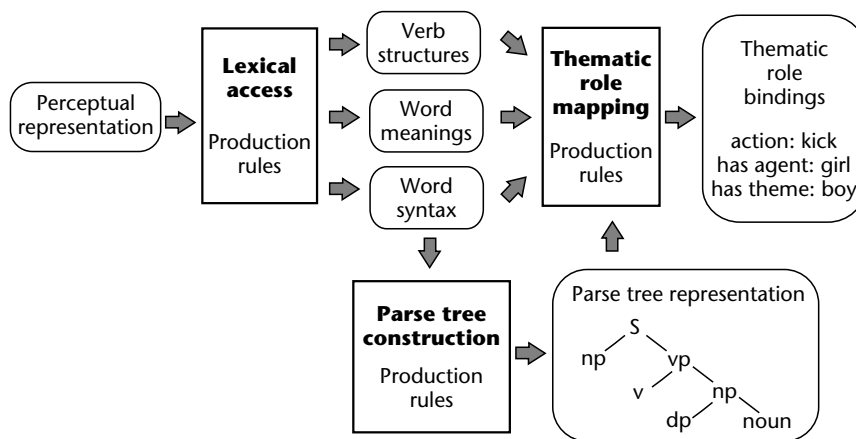 Perceptual
representation
Lexical
access
Production
rules
Verb
structures
Word
meanings
Word
syntax
Thematic
role
mapping
Production
rules
Thematic
role
bindings
action: kick
has agent: girl
has theme: boy
Parse tree
construction
Production
rules
Parse tree representation
S
np vp
v np
dp noun